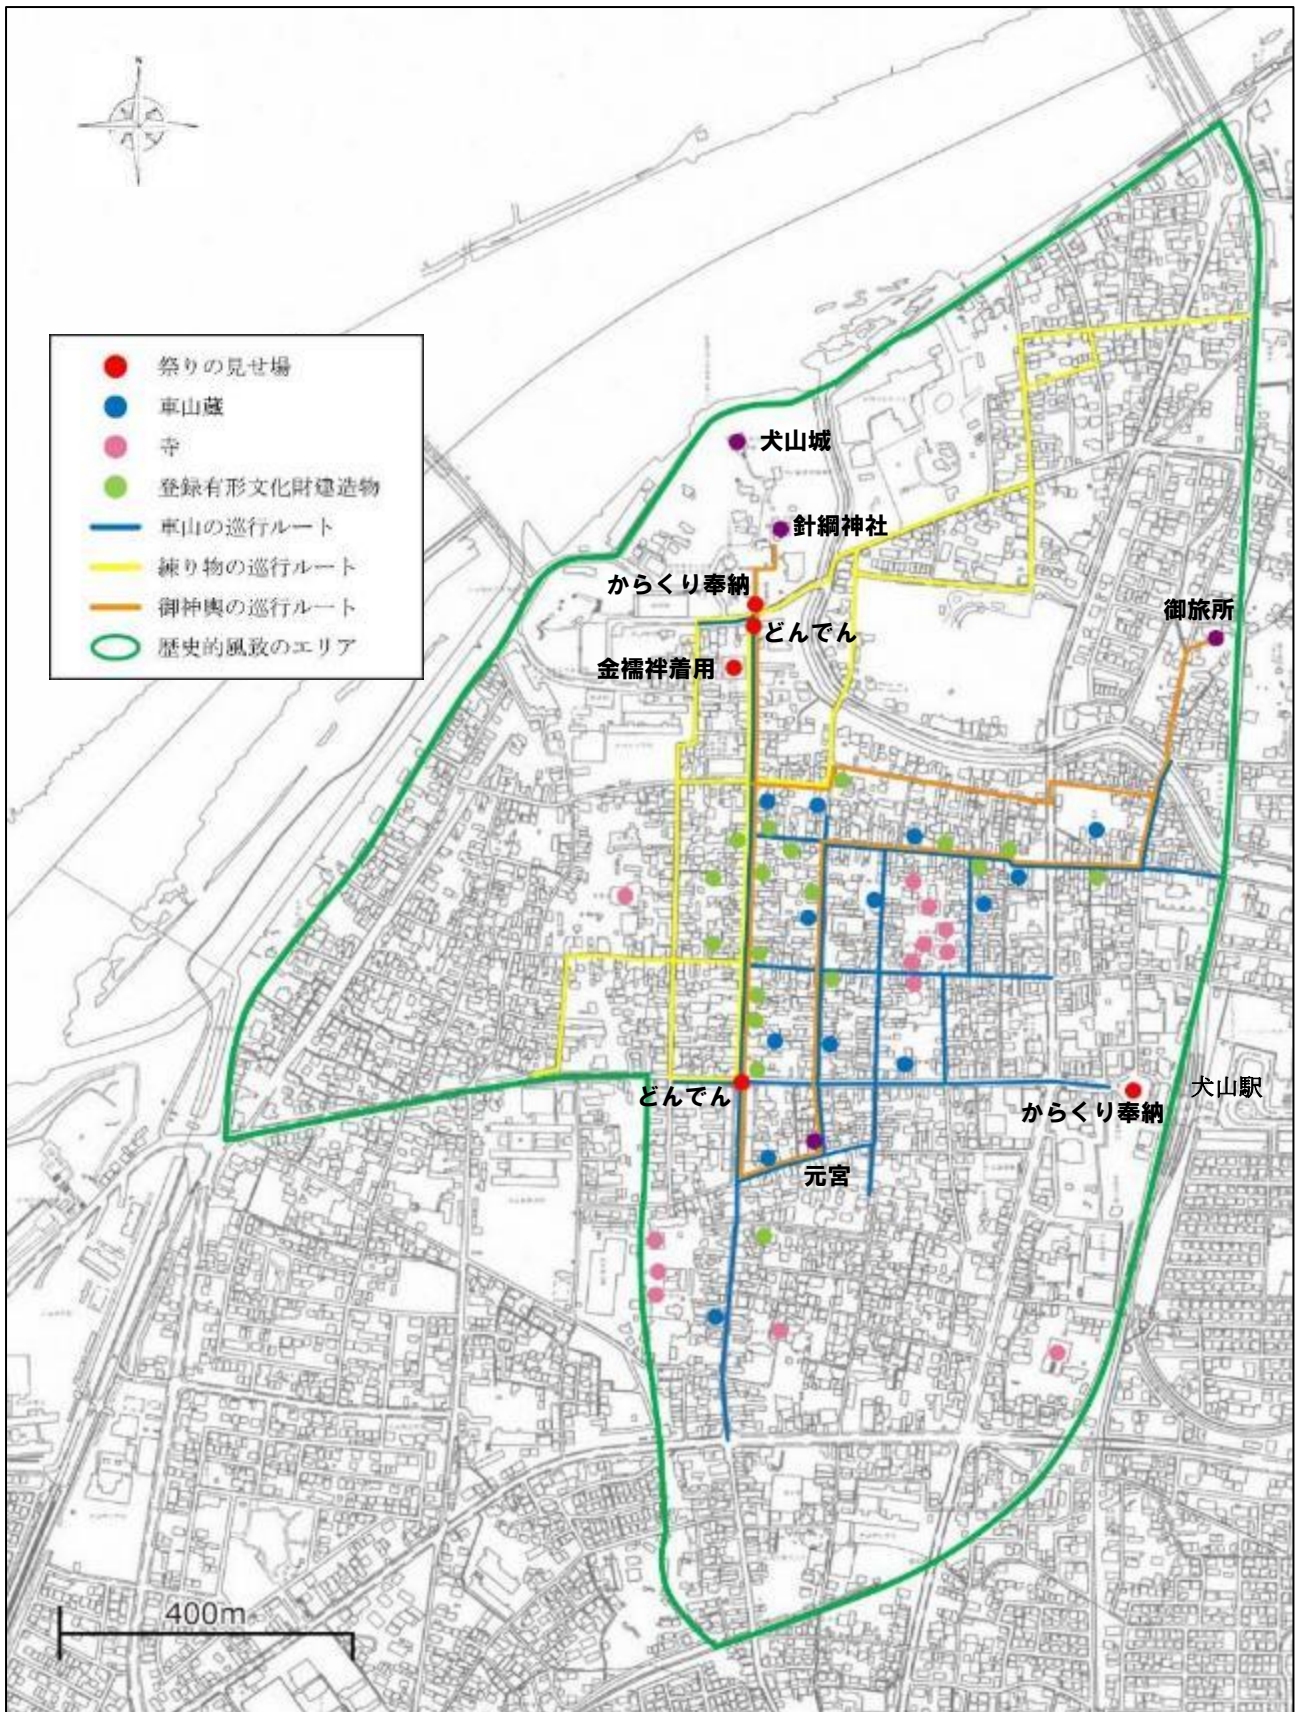 N
祭りの見せ場
車山蔵
寺
登録有形文化財建造物
車山の巡行ルート
練り物の巡行ルート
御神輿の巡行ルート
歴史的風致のエリア
犬山城
針綱神社
からくり奉納
どんでん
御旅所
金襦袢着用
どんでん
犬山駅
からくり奉納
元宮
400m